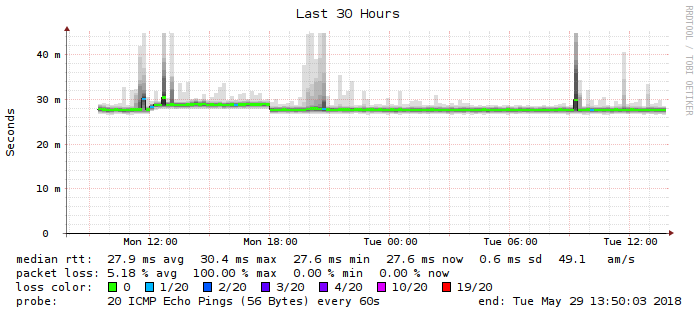 Last 30 Hours
RRDTOOL / TOBI OETIKER
Seconds
40 m
30 m
20 m
10 m
0
Mon 12:00 Mon 18:00 Tue 00:00 Tue 06:00 Tue 12:00
median rtt: 27.9 ms avg 30.4 ms max 27.6 ms min 27.6 ms now 0.6 ms sd 49.1 am/s
packet loss: 5.18 % avg 100.00 % max 0.00 % min 0.00 % now
loss color: 0 1/20 2/20 3/20 4/20 10/20 19/20
probe: 20 ICMP Echo Pings (56 Bytes) every 60s end: Tue May 29 13:50:03 2018